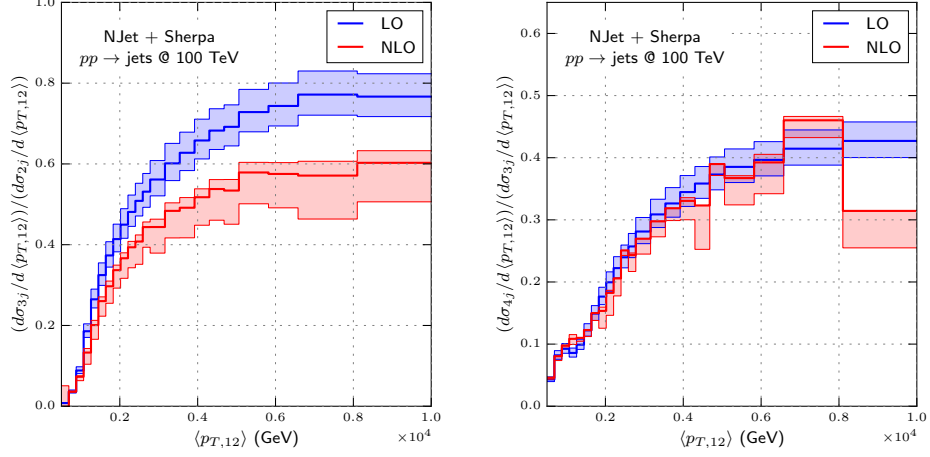 NJet + Sherpa
pp → jets @ 100 TeV
LO
NLO
(dσ3j/d ⟨pT,12⟩)/(dσ2j/d ⟨pT,12⟩)
1.0
0.8
0.6
0.4
0.2
0.0
0.2 0.4 0.6 0.8 1.0
×10^4
⟨pT,12⟩ (GeV)
NJet + Sherpa
pp → jets @ 100 TeV
LO
NLO
(dσ4j/d ⟨pT,12⟩)/(dσ3j/d ⟨pT,12⟩)
0.6
0.5
0.4
0.3
0.2
0.1
0.0
0.2 0.4 0.6 0.8 1.0
×10^4
⟨pT,12⟩ (GeV)